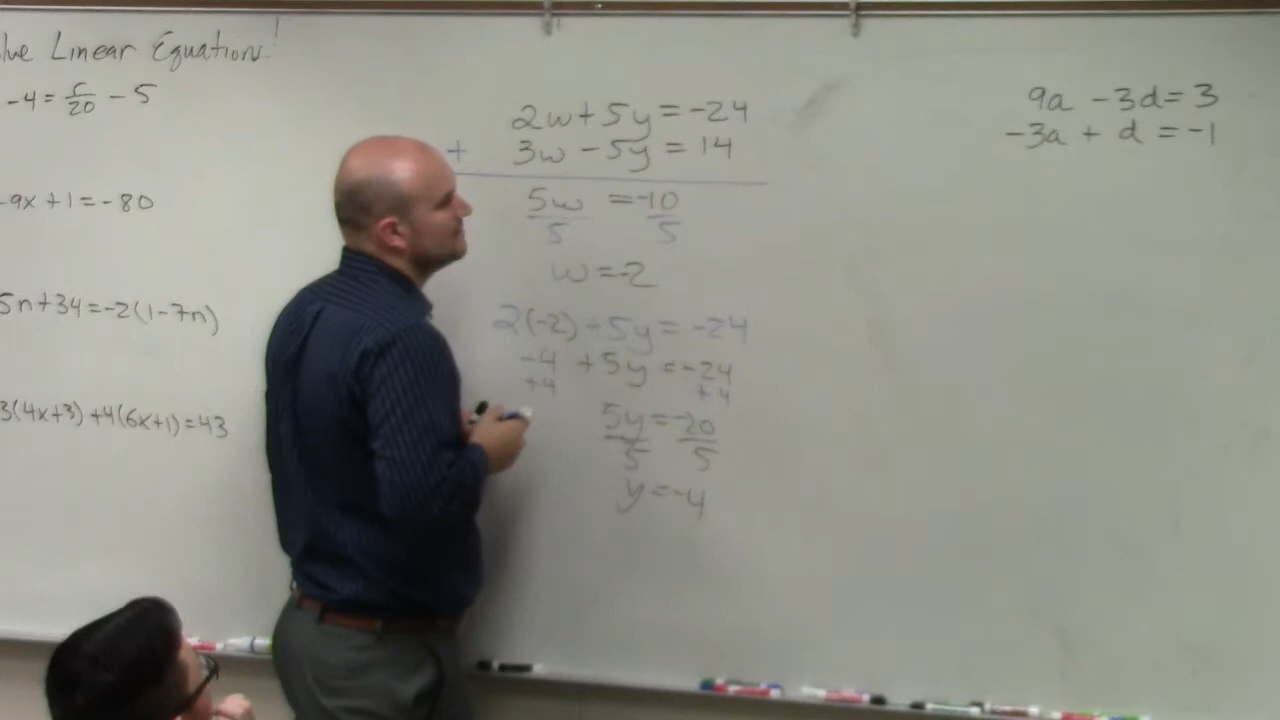 Linear Equations!
-4 = r/20 - 5
-9x + 1 = -80
5n+34=-2(1-7n)
3(4x+3)+4(6x+1)=43
2w+5y=-24
+ 3w-5y=14
5w/5 = -10/5
w=-2
2(-2)+5y=-24
-4 +5y=-24
+4 +4
5y/5=-20/5
y=-4
9a -3d=3
-3a + d = -1